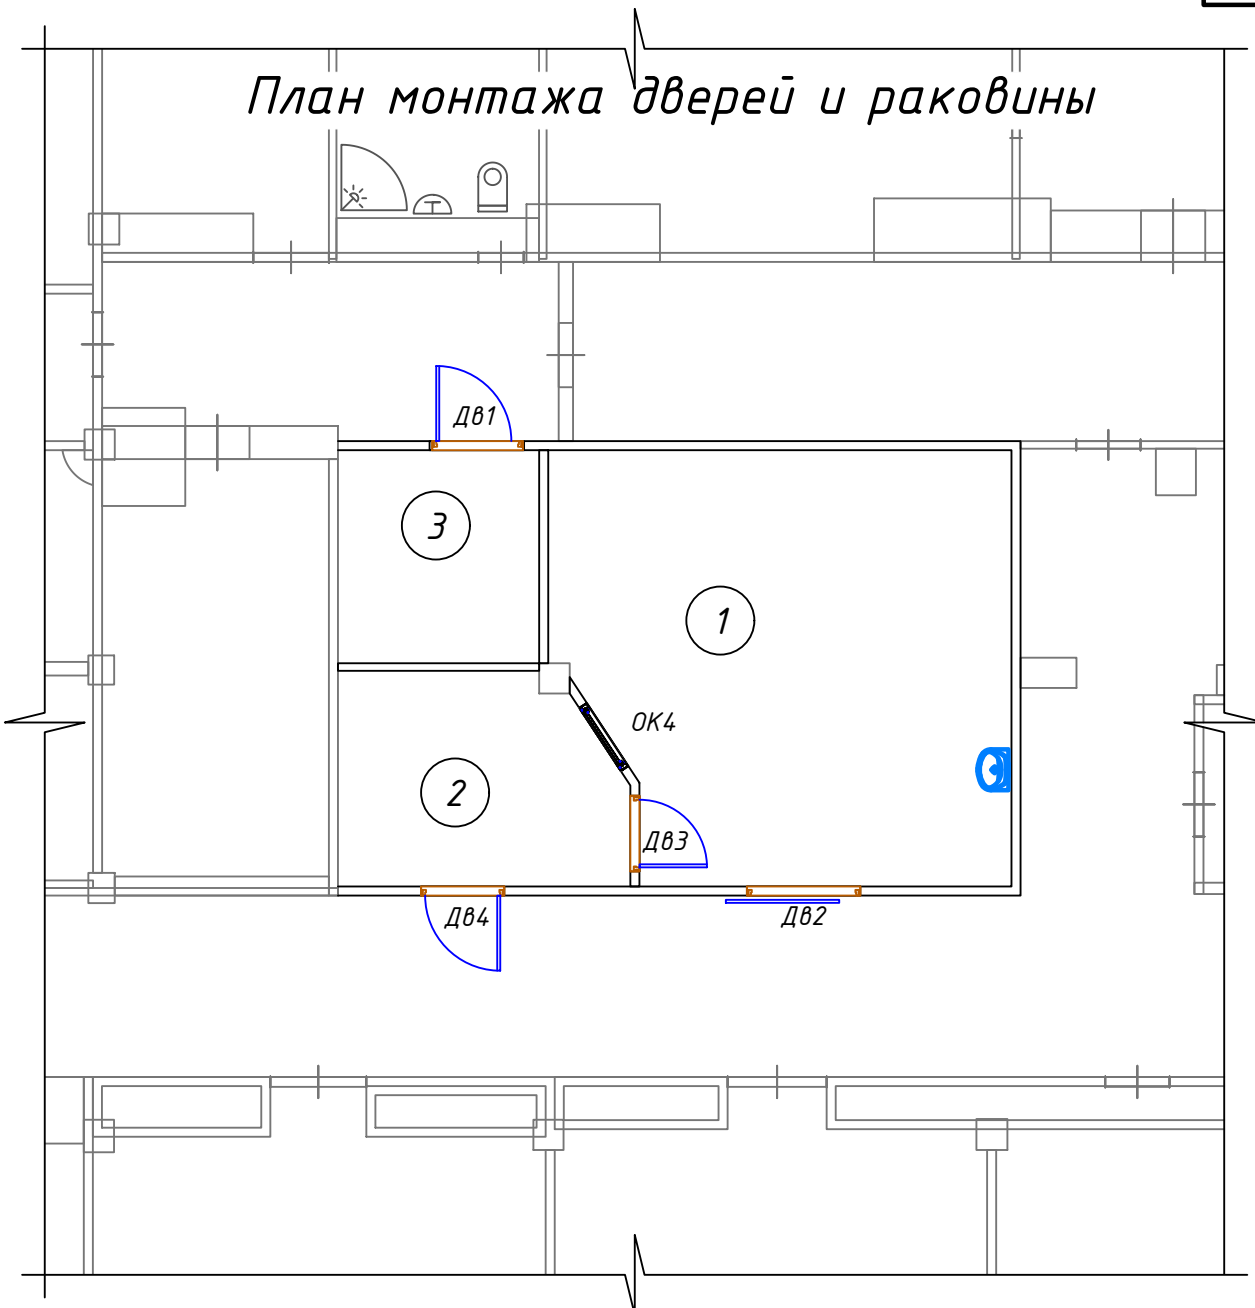 План монтажа дверей и раковины
Дв1
3
1
ОК4
2
Дв3
Дв4
Дв2